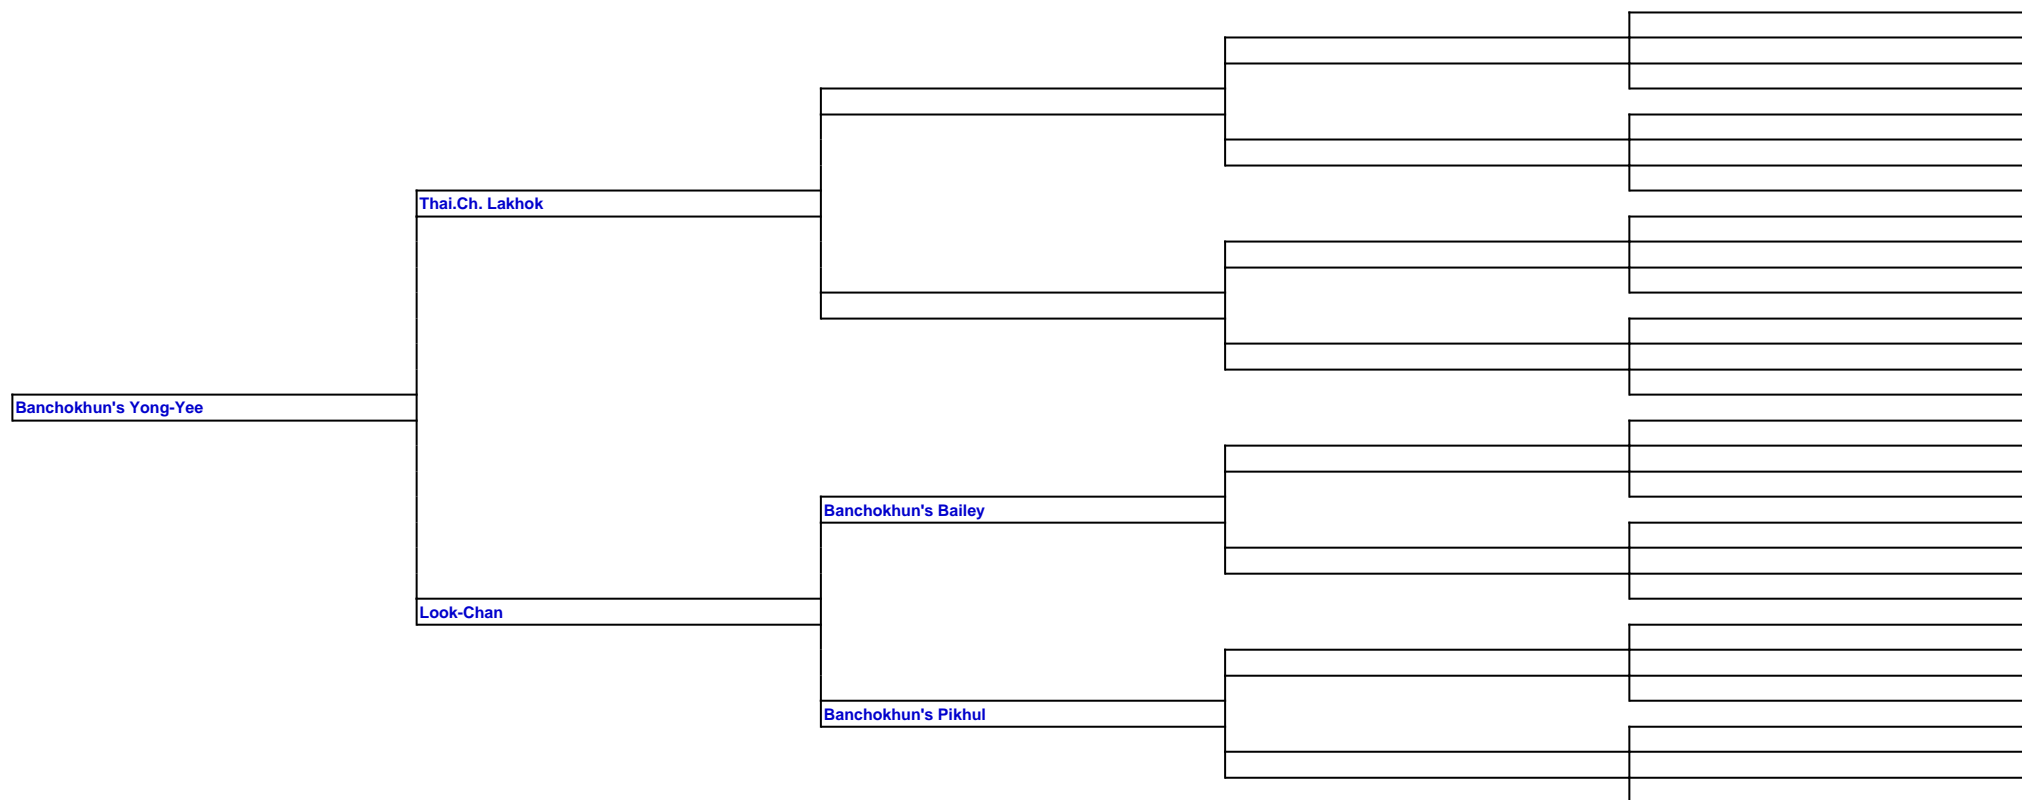 Thai.Ch. Lakhok
Banchokhun's Yong-Yee
Banchokhun's Bailey
Look-Chan
Banchokhun's Pikhul